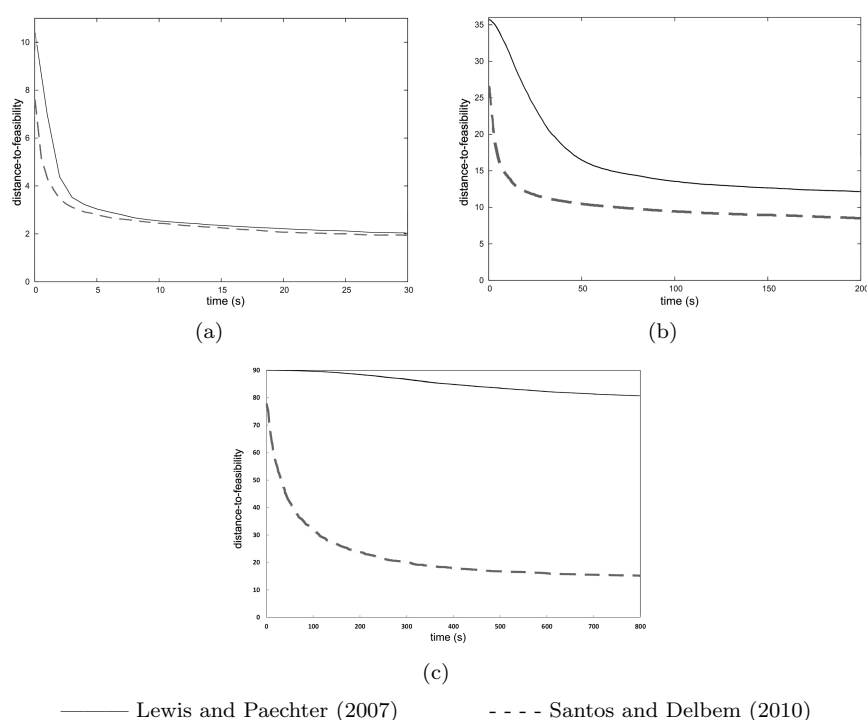 distance-to-feasibility
10
8
6
4
2
0
0 5 10 15 20 25 30
time (s)
(a)
distance-to-feasibility
35
30
25
20
15
10
5
0
0 50 100 150 200
time (s)
(b)
distance-to-feasibility
90
80
70
60
50
40
30
20
10
0
0 100 200 300 400 500 600 700 800
time (s)
(c)
Lewis and Paechter (2007) Santos and Delbem (2010)